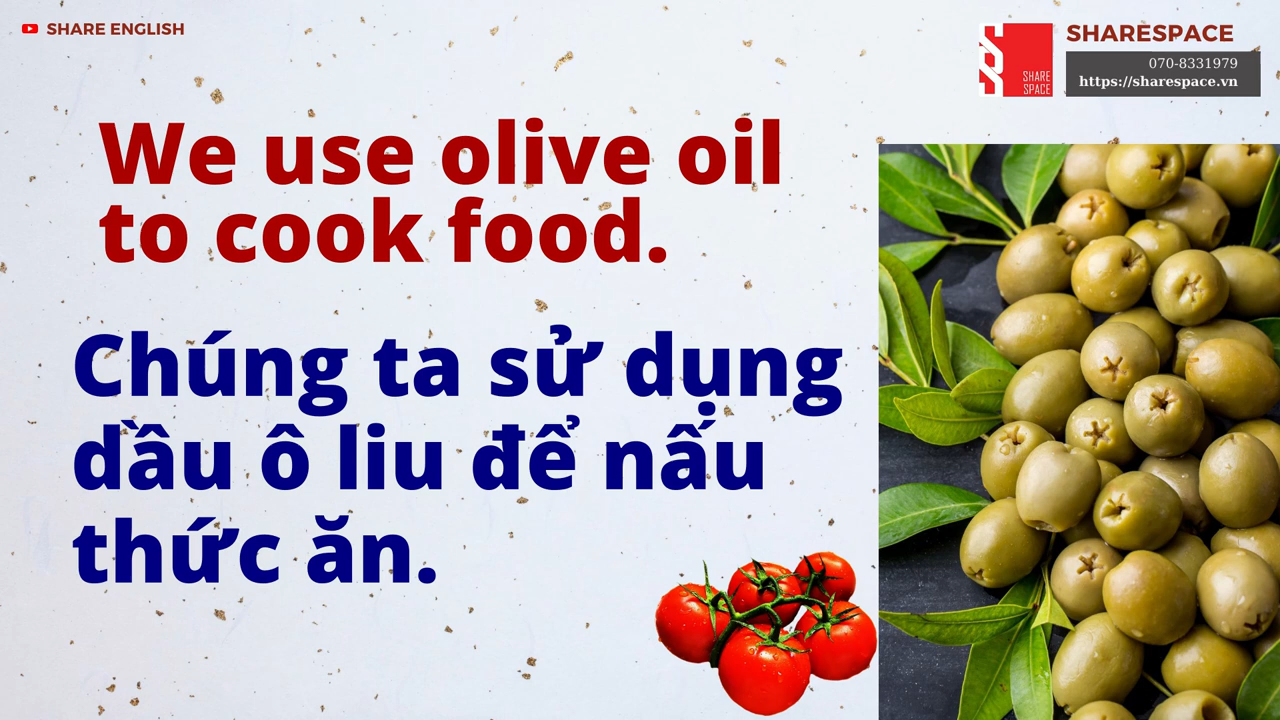 SHARE ENGLISH
SHARESPACE
070-8331979
https://sharespace.vn
SHARE
SPACE
We use olive oil
to cook food.
Chúng ta sử dụng
dầu ô liu để nấu
thức ăn.